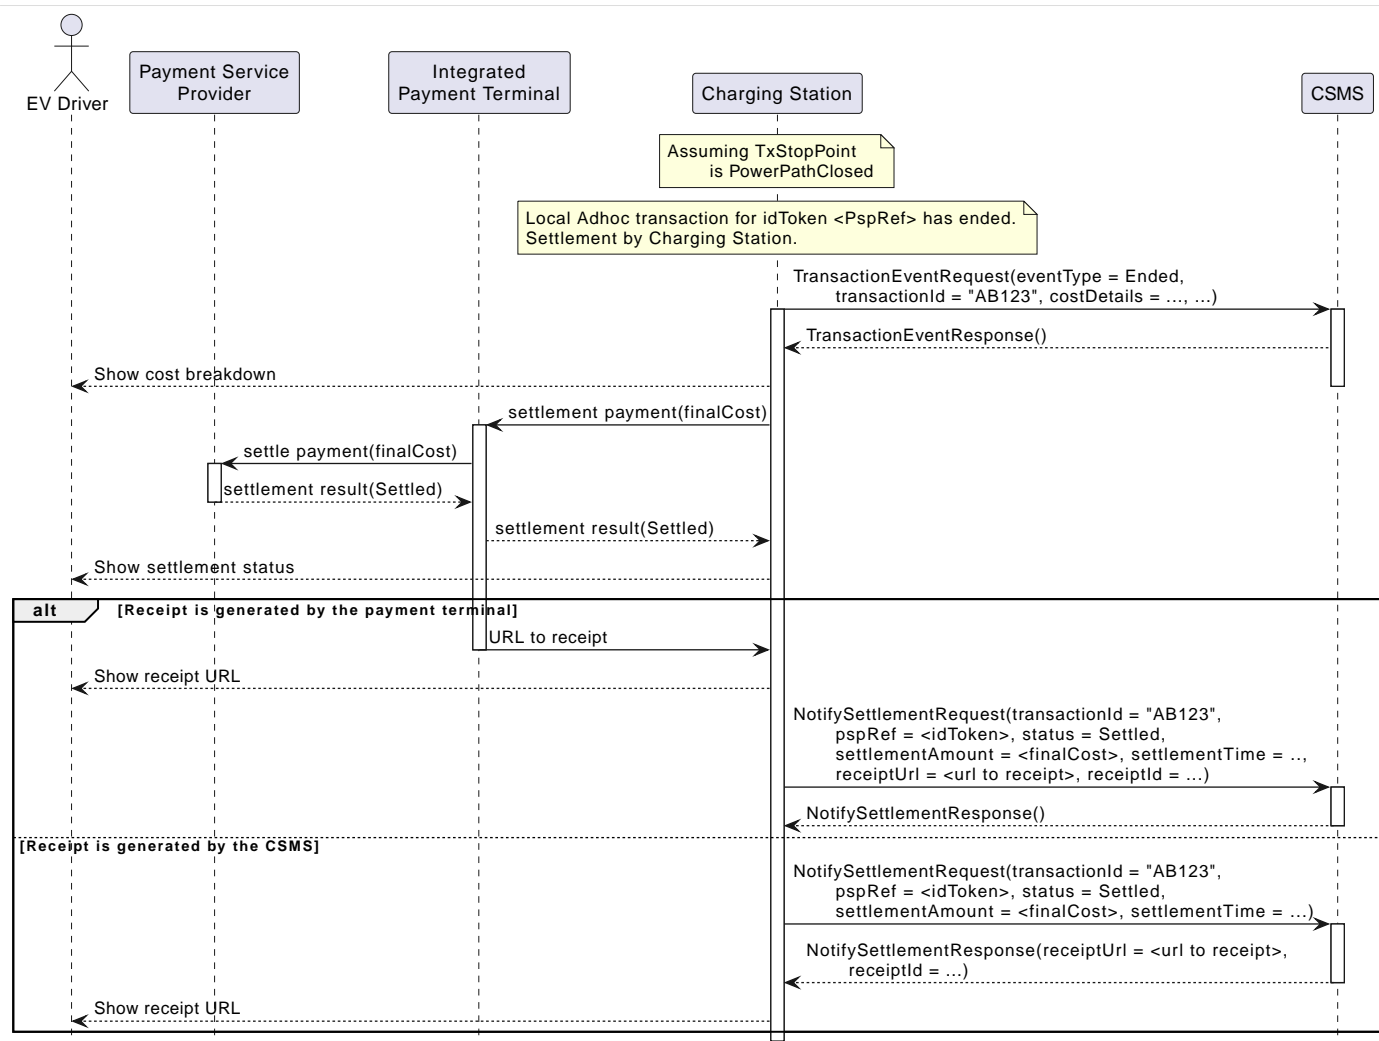 EV Driver
Payment Service
Provider
Integrated
Payment Terminal
Charging Station
CSMS
Assuming TxStopPoint
is PowerPathClosed
Local Adhoc transaction for idToken <PspRef> has ended.
Settlement by Charging Station.
TransactionEventRequest(eventType = Ended,
transactionId = "AB123", costDetails = ..., ...)
TransactionEventResponse()
Show cost breakdown
settlement payment(finalCost)
settle payment(finalCost)
settlement result(Settled)
settlement result(Settled)
Show settlement status
alt [Receipt is generated by the payment terminal]
URL to receipt
Show receipt URL
NotifySettlementRequest(transactionId = "AB123",
pspRef = <idToken>, status = Settled,
settlementAmount = <finalCost>, settlementTime = ..,
receiptUrl = <url to receipt>, receiptId = ...)
NotifySettlementResponse()
[Receipt is generated by the CSMS]
NotifySettlementRequest(transactionId = "AB123",
pspRef = <idToken>, status = Settled,
settlementAmount = <finalCost>, settlementTime = ...)
NotifySettlementResponse(receiptUrl = <url to receipt>,
receiptId = ...)
Show receipt URL